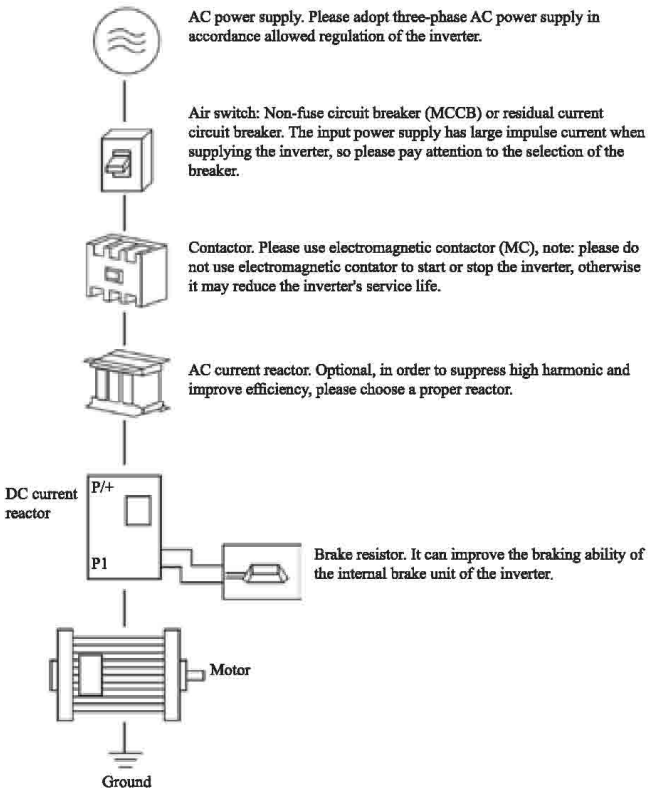 AC power supply. Please adopt three-phase AC power supply in
accordance allowed regulation of the inverter.
Air switch: Non-fuse circuit breaker (MCCB) or residual current
circuit breaker. The input power supply has large impulse current when
supplying the inverter, so please pay attention to the selection of the
breaker.
Contactor. Please use electromagnetic contactor (MC), note: please do
not use electromagnetic contator to start or stop the inverter, otherwise
it may reduce the inverter's service life.
AC current reactor. Optional, in order to suppress high harmonic and
improve efficiency, please choose a proper reactor.
DC current
reactor
P/+
P1
Brake resistor. It can improve the braking ability of
the internal brake unit of the inverter.
Motor
Ground